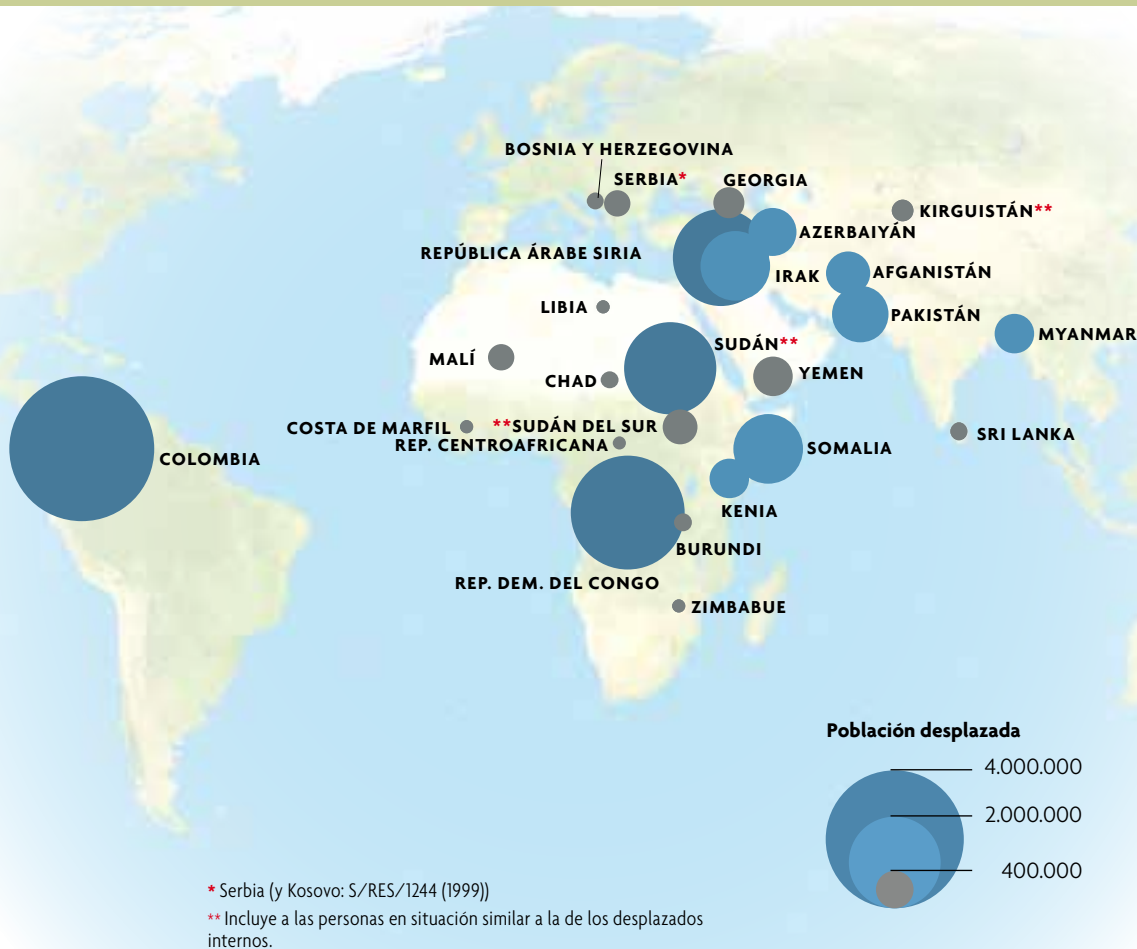 BOSNIA Y HERZEGOVINA
SERBIA*
GEORGIA
KIRGUISTÁN**
AZERBAIYÁN
REPÚBLICA ÁRABE SIRIA
IRAK
AFGANISTÁN
LIBIA
PAKISTÁN
MYANMAR
SUDÁN**
MALÍ
YEMEN
CHAD
COSTA DE MARFIL
**SUDÁN DEL SUR
SRI LANKA
REP. CENTROAFRICANA
SOMALIA
COLOMBIA
KENIA
BURUNDI
REP. DEM. DEL CONGO
ZIMBABUE
Población desplazada
4.000.000
2.000.000
400.000
* Serbia (y Kosovo: S/RES/1244 (1999))
** Incluye a las personas en situación similar a la de los desplazados
internos.